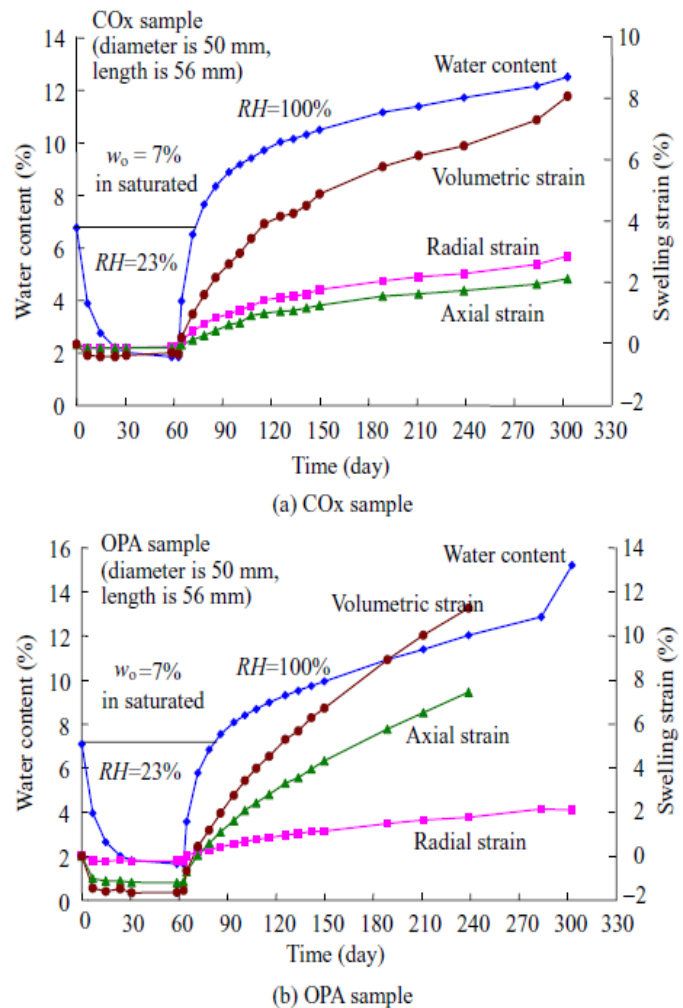 COx sample
(diameter is 50 mm,
length is 56 mm)
Water content
RH=100%
wo = 7%
in saturated
Volumetric strain
RH=23%
Radial strain
Axial strain
Water content (%)
14
12
10
8
6
4
2
0
Swelling strain (%)
10
8
6
4
2
0
−2
0 30 60 90 120 150 180 210 240 270 300 330
Time (day)
(a) COx sample
OPA sample
(diameter is 50 mm,
length is 56 mm)
Water content
Volumetric strain
RH=100%
wo=7%
in saturated
Axial strain
RH=23%
Radial strain
Water content (%)
16
14
12
10
8
6
4
2
0
Swelling strain (%)
14
12
10
8
6
4
2
0
−2
0 30 60 90 120 150 180 210 240 270 300 330
Time (day)
(b) OPA sample